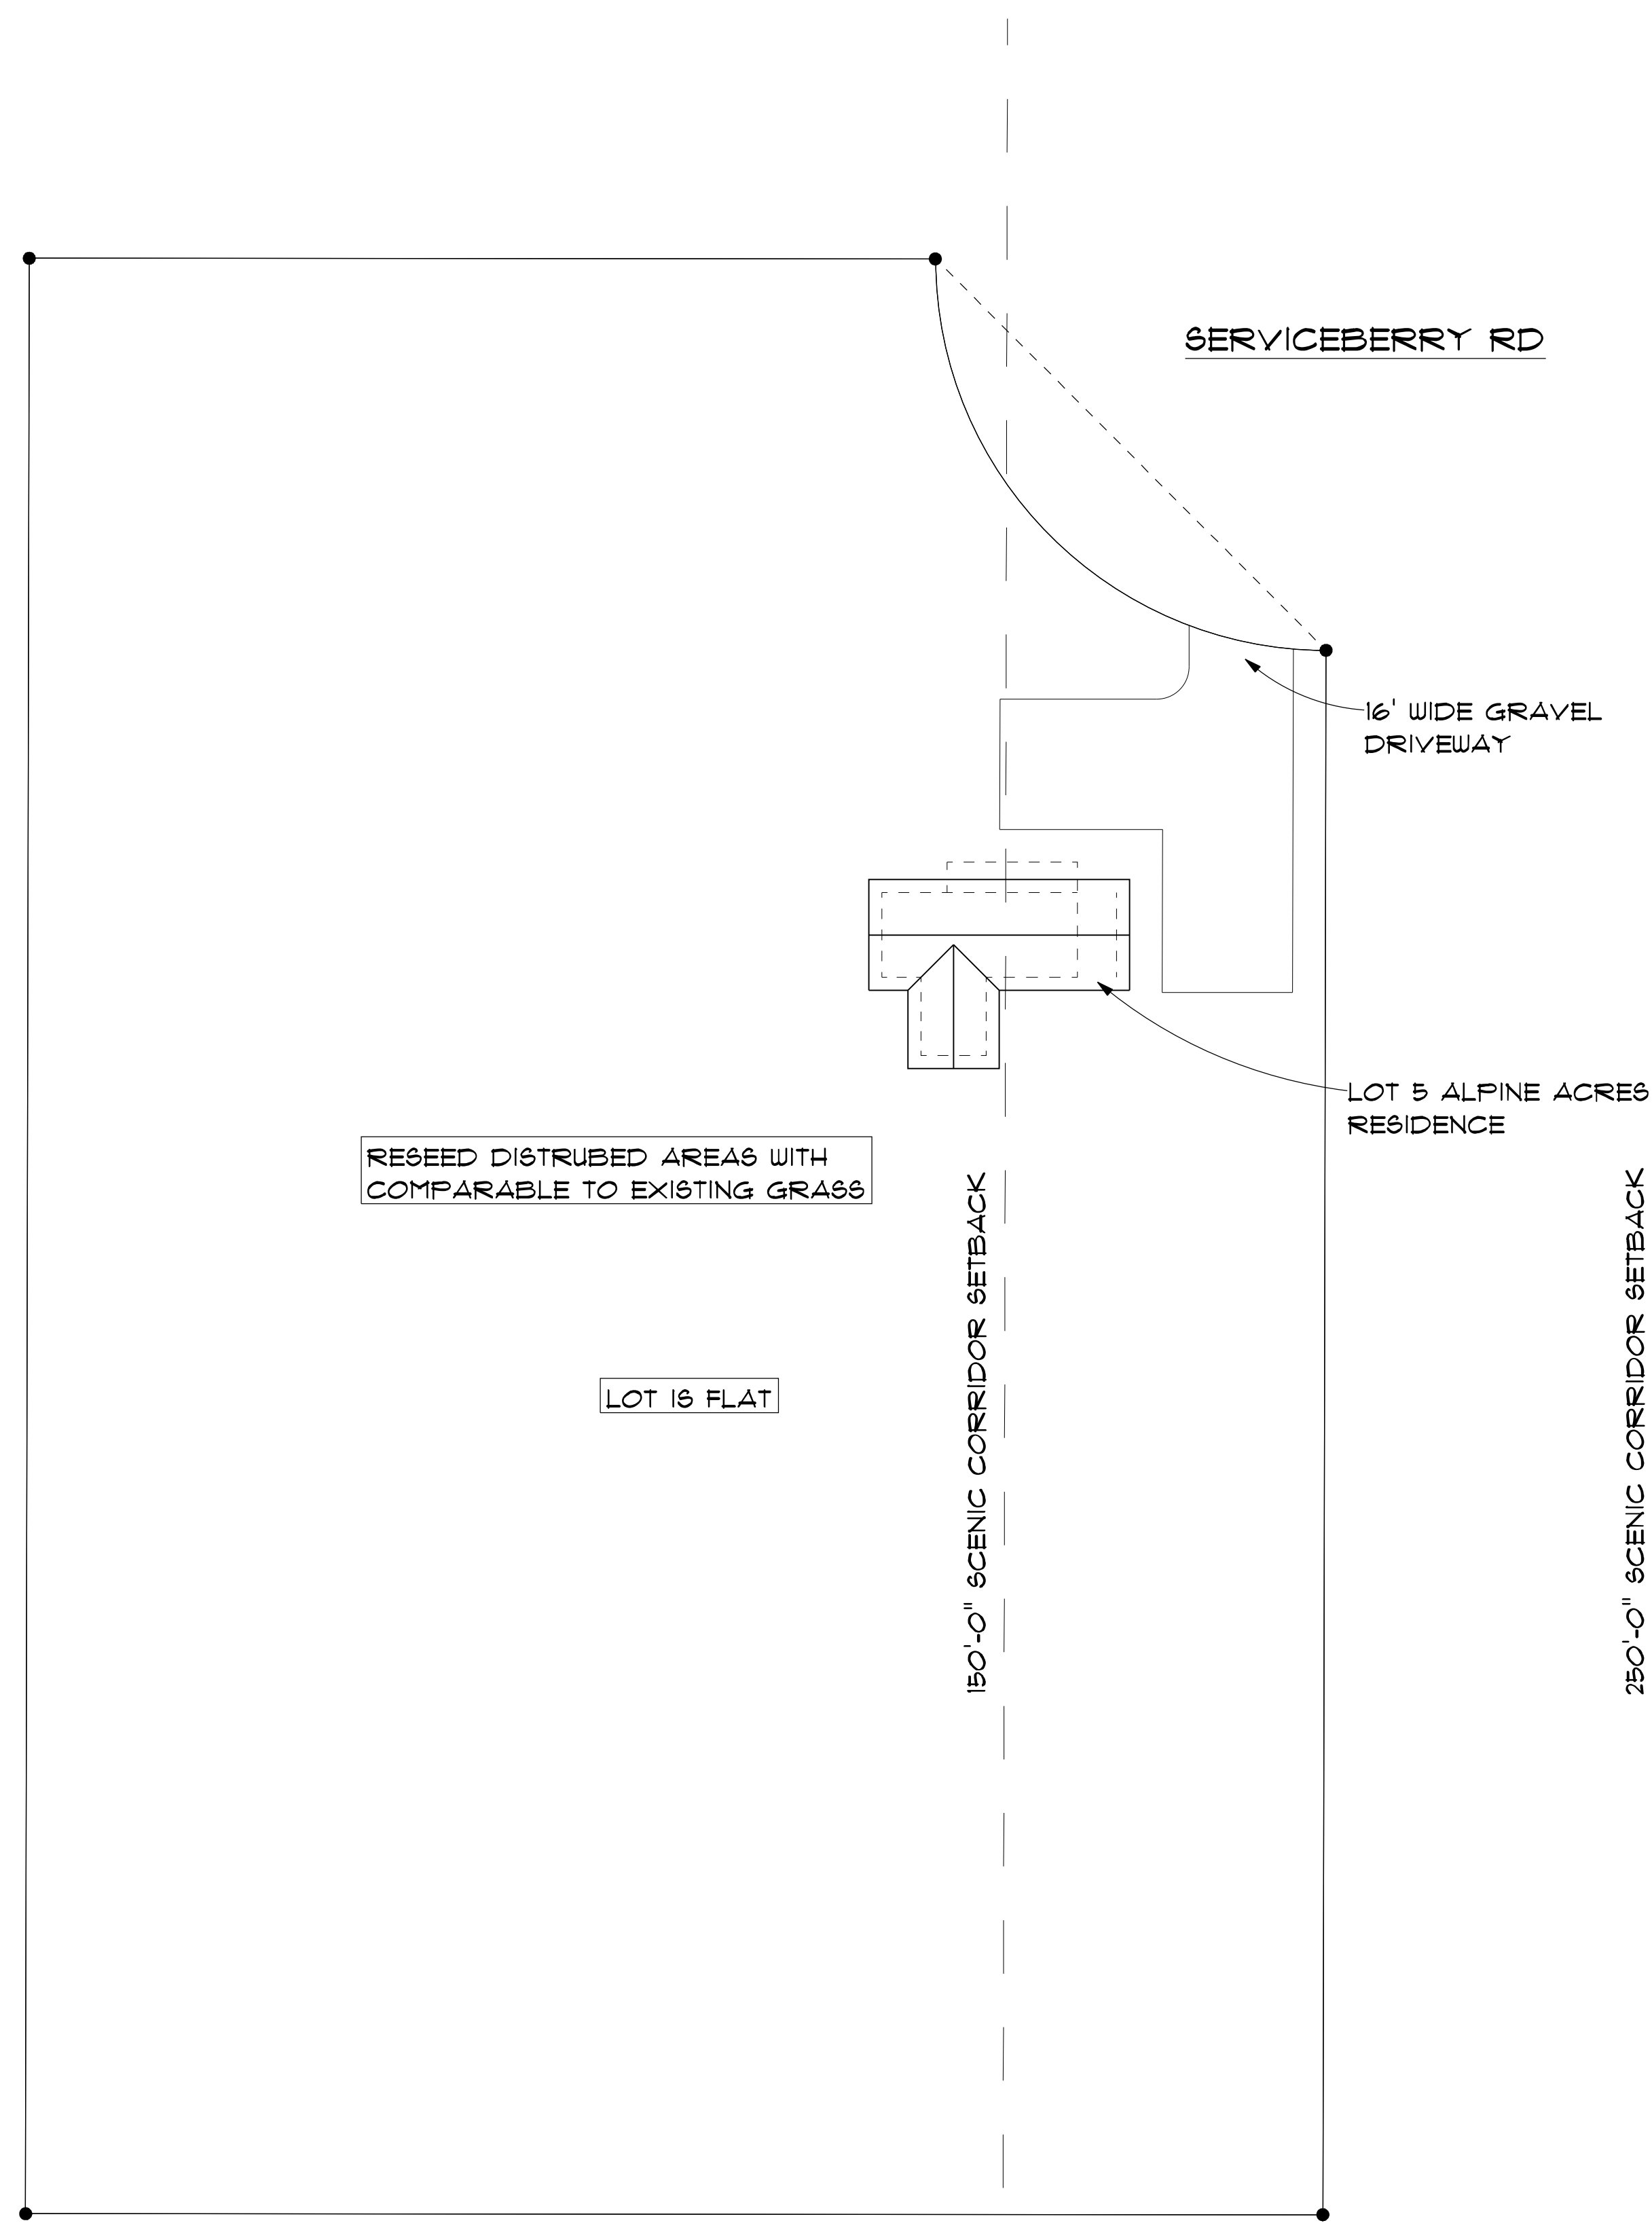 SERVICEBERRY RD
16' WIDE GRAVEL
DRIVEWAY
LOT 5 ALPINE ACRES
RESIDENCE
RESEED DISTRUBED AREAS WITH
COMPARABLE TO EXISTING GRASS
LOT IS FLAT
150'-0" SCENIC CORRIDOR SETBACK
250'-0" SCENIC CORRIDOR SETBACK